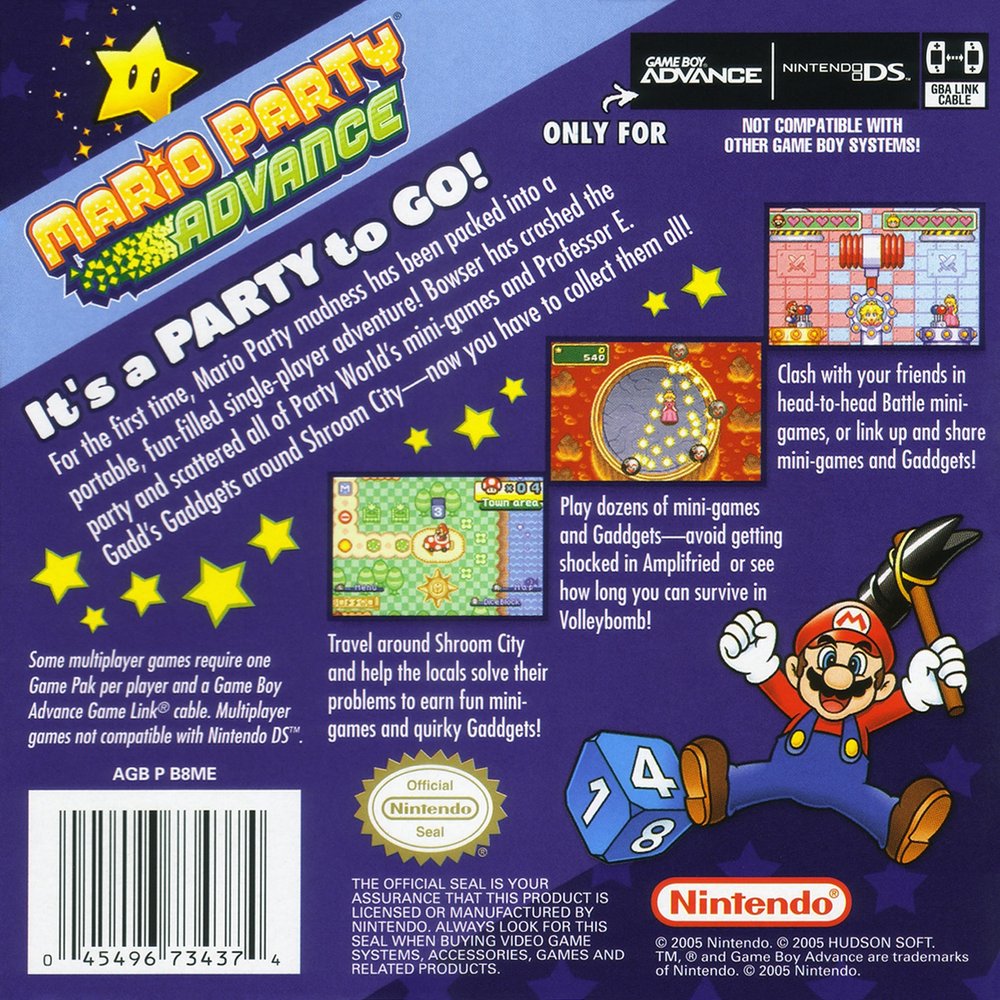 MARIO PARTY
ADVANCE
GAME BOY
ADVANCE
NINTENDO DS™
GBA LINK
CABLE
ONLY FOR
NOT COMPATIBLE WITH
OTHER GAME BOY SYSTEMS!
It's a PARTY to GO!
For the first time, Mario Party madness has been packed into a
portable, fun-filled single-player adventure! Bowser has crashed the
party and scattered all of Party World's mini-games and Professor E.
Gadd's Gaddgets around Shroom City—now you have to collect them all!
Clash with your friends in
head-to-head Battle mini-
games, or link up and share
mini-games and Gaddgets!
540
Play dozens of mini-games
and Gaddgets—avoid getting
shocked in Amplifried or see
how long you can survive in
Volleybomb!
M
×04
Town area
3
Menu
Map
Dice Block
Travel around Shroom City
and help the locals solve their
problems to earn fun mini-
games and quirky Gaddgets!
Some multiplayer games require one
Game Pak per player and a Game Boy
Advance Game Link® cable. Multiplayer
games not compatible with Nintendo DS™.
AGB P B8ME
0 45496 73437 4
Official
Nintendo
Seal
®
THE OFFICIAL SEAL IS YOUR
ASSURANCE THAT THIS PRODUCT IS
LICENSED OR MANUFACTURED BY
NINTENDO. ALWAYS LOOK FOR THIS
SEAL WHEN BUYING VIDEO GAME
SYSTEMS, ACCESSORIES, GAMES AND
RELATED PRODUCTS.
M
1
4
8
Nintendo®
© 2005 Nintendo. © 2005 HUDSON SOFT.
TM, ® and Game Boy Advance are trademarks
of Nintendo. © 2005 Nintendo.